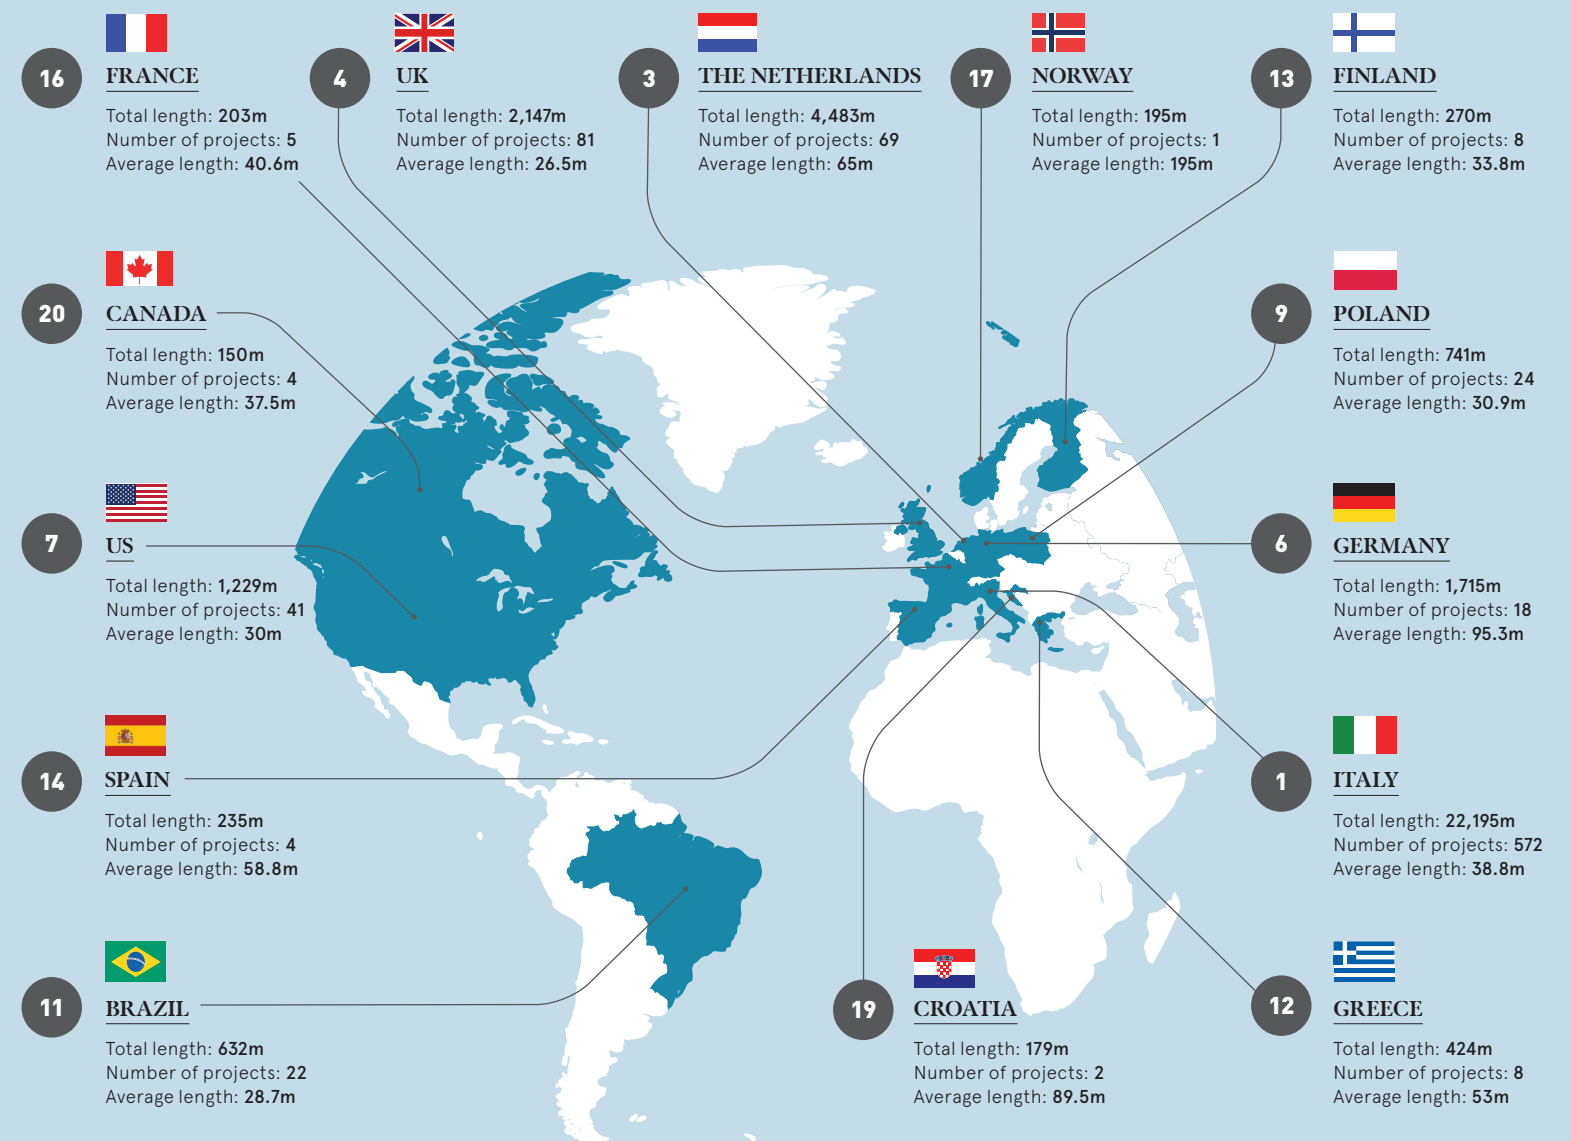 16
FRANCE
Total length: 203m
Number of projects: 5
Average length: 40.6m
4
UK
Total length: 2,147m
Number of projects: 81
Average length: 26.5m
3
THE NETHERLANDS
Total length: 4,483m
Number of projects: 69
Average length: 65m
17
NORWAY
Total length: 195m
Number of projects: 1
Average length: 195m
13
FINLAND
Total length: 270m
Number of projects: 8
Average length: 33.8m
20
CANADA
Total length: 150m
Number of projects: 4
Average length: 37.5m
9
POLAND
Total length: 741m
Number of projects: 24
Average length: 30.9m
7
US
Total length: 1,229m
Number of projects: 41
Average length: 30m
6
GERMANY
Total length: 1,715m
Number of projects: 18
Average length: 95.3m
14
SPAIN
Total length: 235m
Number of projects: 4
Average length: 58.8m
1
ITALY
Total length: 22,195m
Number of projects: 572
Average length: 38.8m
11
BRAZIL
Total length: 632m
Number of projects: 22
Average length: 28.7m
19
CROATIA
Total length: 179m
Number of projects: 2
Average length: 89.5m
12
GREECE
Total length: 424m
Number of projects: 8
Average length: 53m